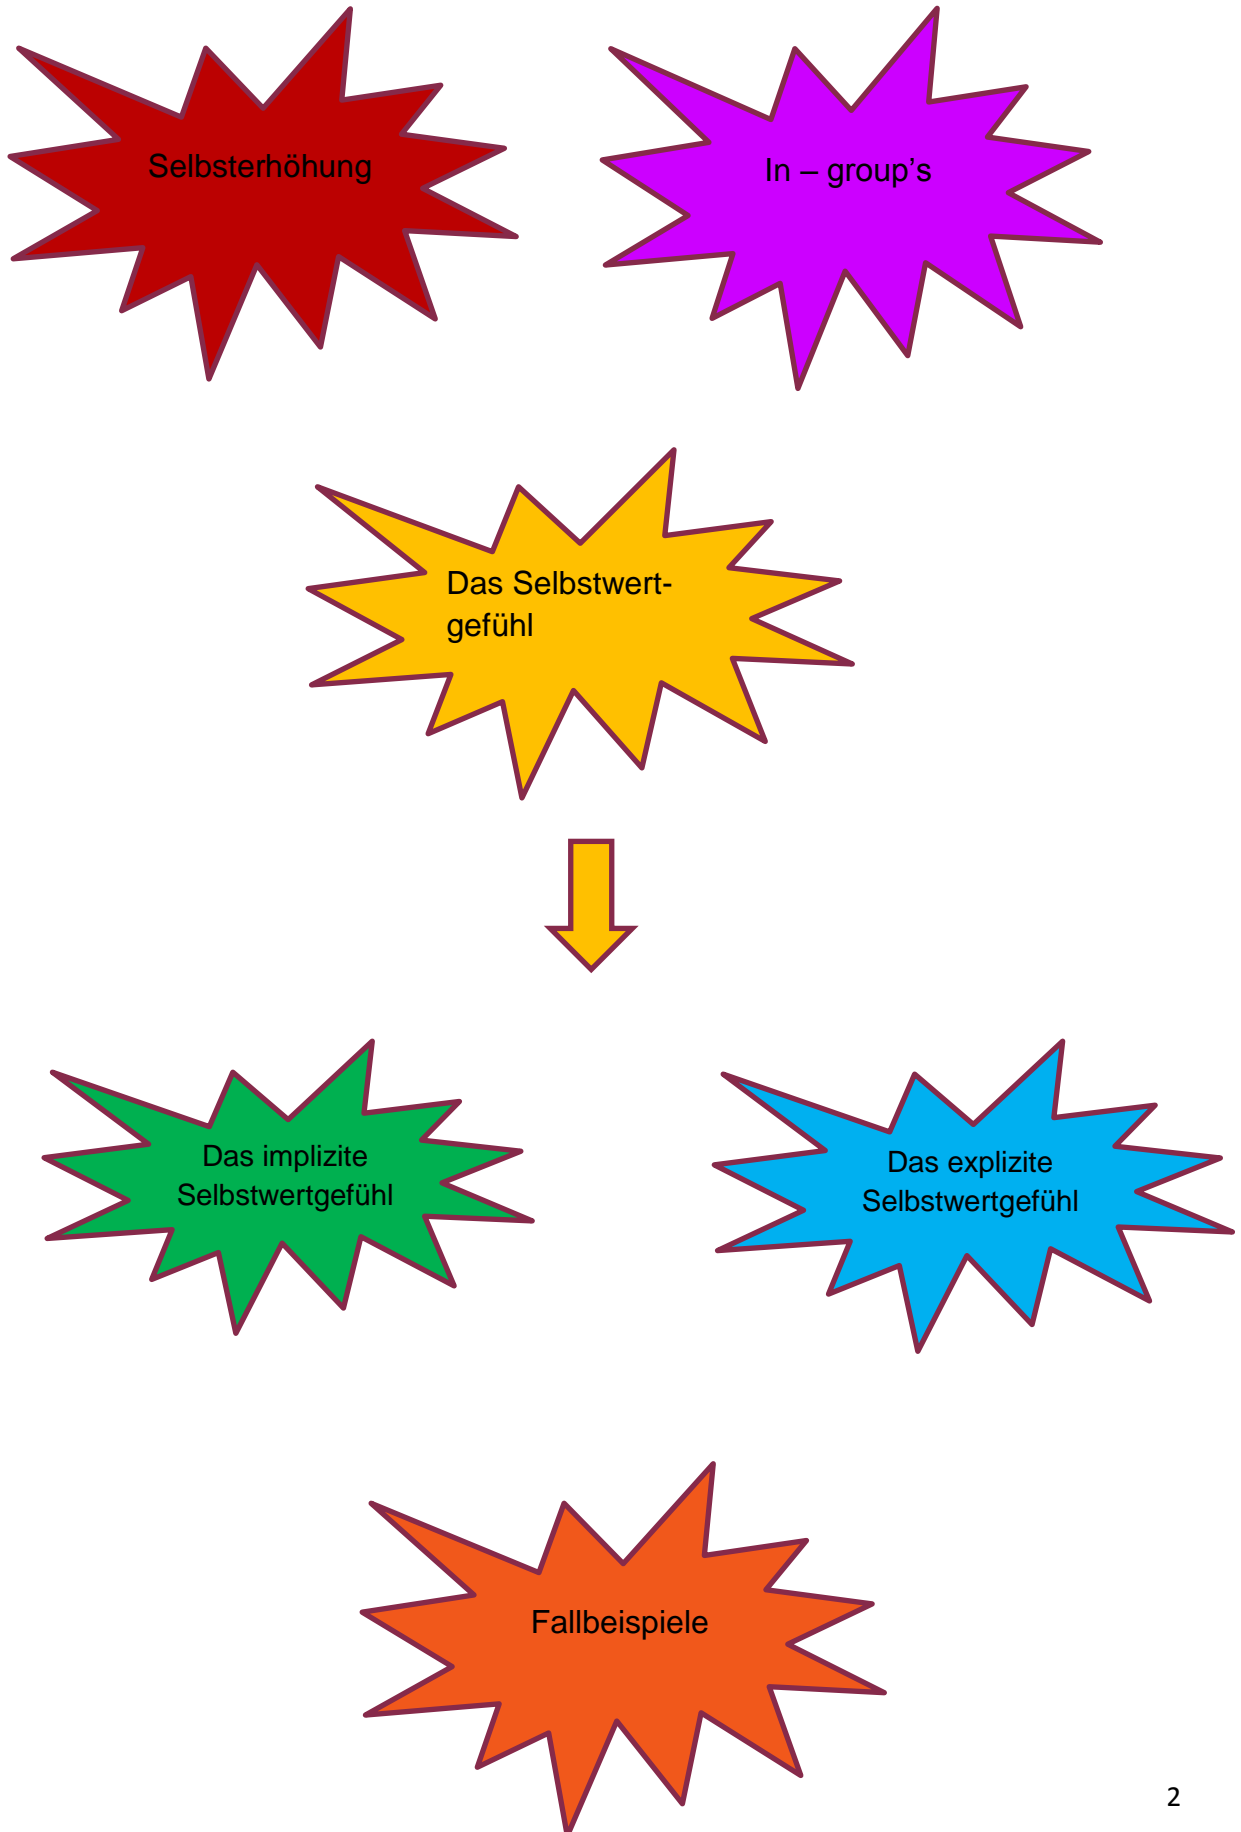 Selbsterhöhung
In – group's
Das Selbstwert-
gefühl
Das implizite
Selbstwertgefühl
Das explizite
Selbstwertgefühl
Fallbeispiele
2